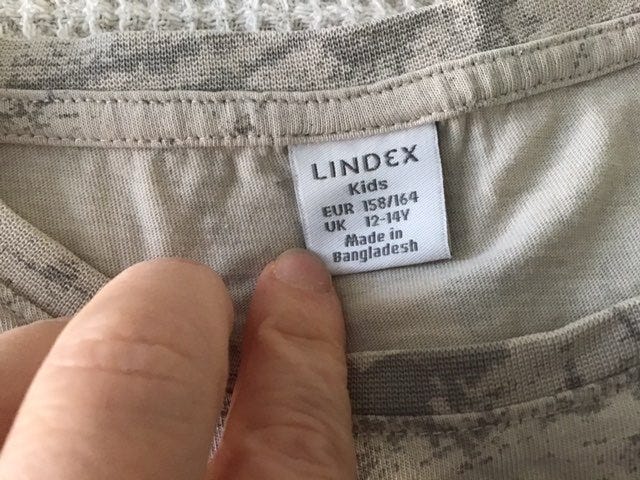 LINDEX
Kids
EUR 158/164
UK 12-14Y
Made in
Bangladesh